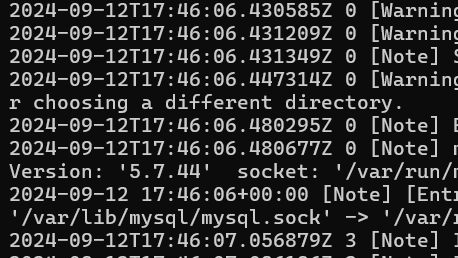 2024-09-12T17:46:06.430585Z 0 [Warning
2024-09-12T17:46:06.431209Z 0 [Warning
2024-09-12T17:46:06.431349Z 0 [Note] S
2024-09-12T17:46:06.447314Z 0 [Warning
r choosing a different directory.
2024-09-12T17:46:06.480295Z 0 [Note] E
2024-09-12T17:46:06.480677Z 0 [Note] m
Version: '5.7.44'  socket: '/var/run/m
2024-09-12 17:46:06+00:00 [Note] [Entr
'/var/lib/mysql/mysql.sock' -> '/var/r
2024-09-12T17:46:07.056879Z 3 [Note] I